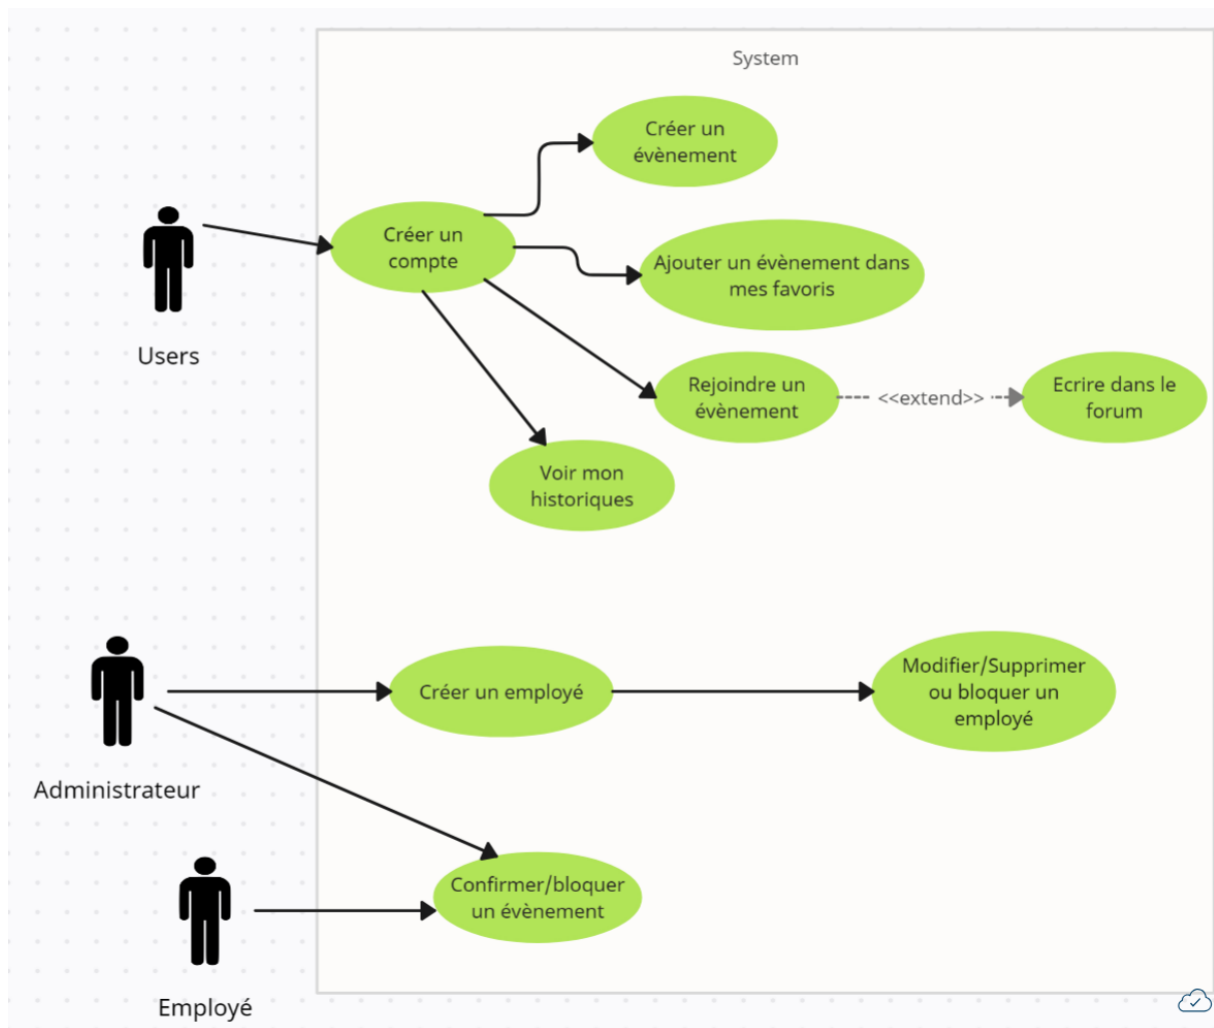 System
Créer un
évènement
Créer un
compte
Ajouter un évènement dans
mes favoris
Users
Rejoindre un
évènement
<<extend>>
Ecrire dans le
forum
Voir mon
historiques
Créer un employé
Modifier/Supprimer
ou bloquer un
employé
Administrateur
Confirmer/bloquer
un évènement
Employé